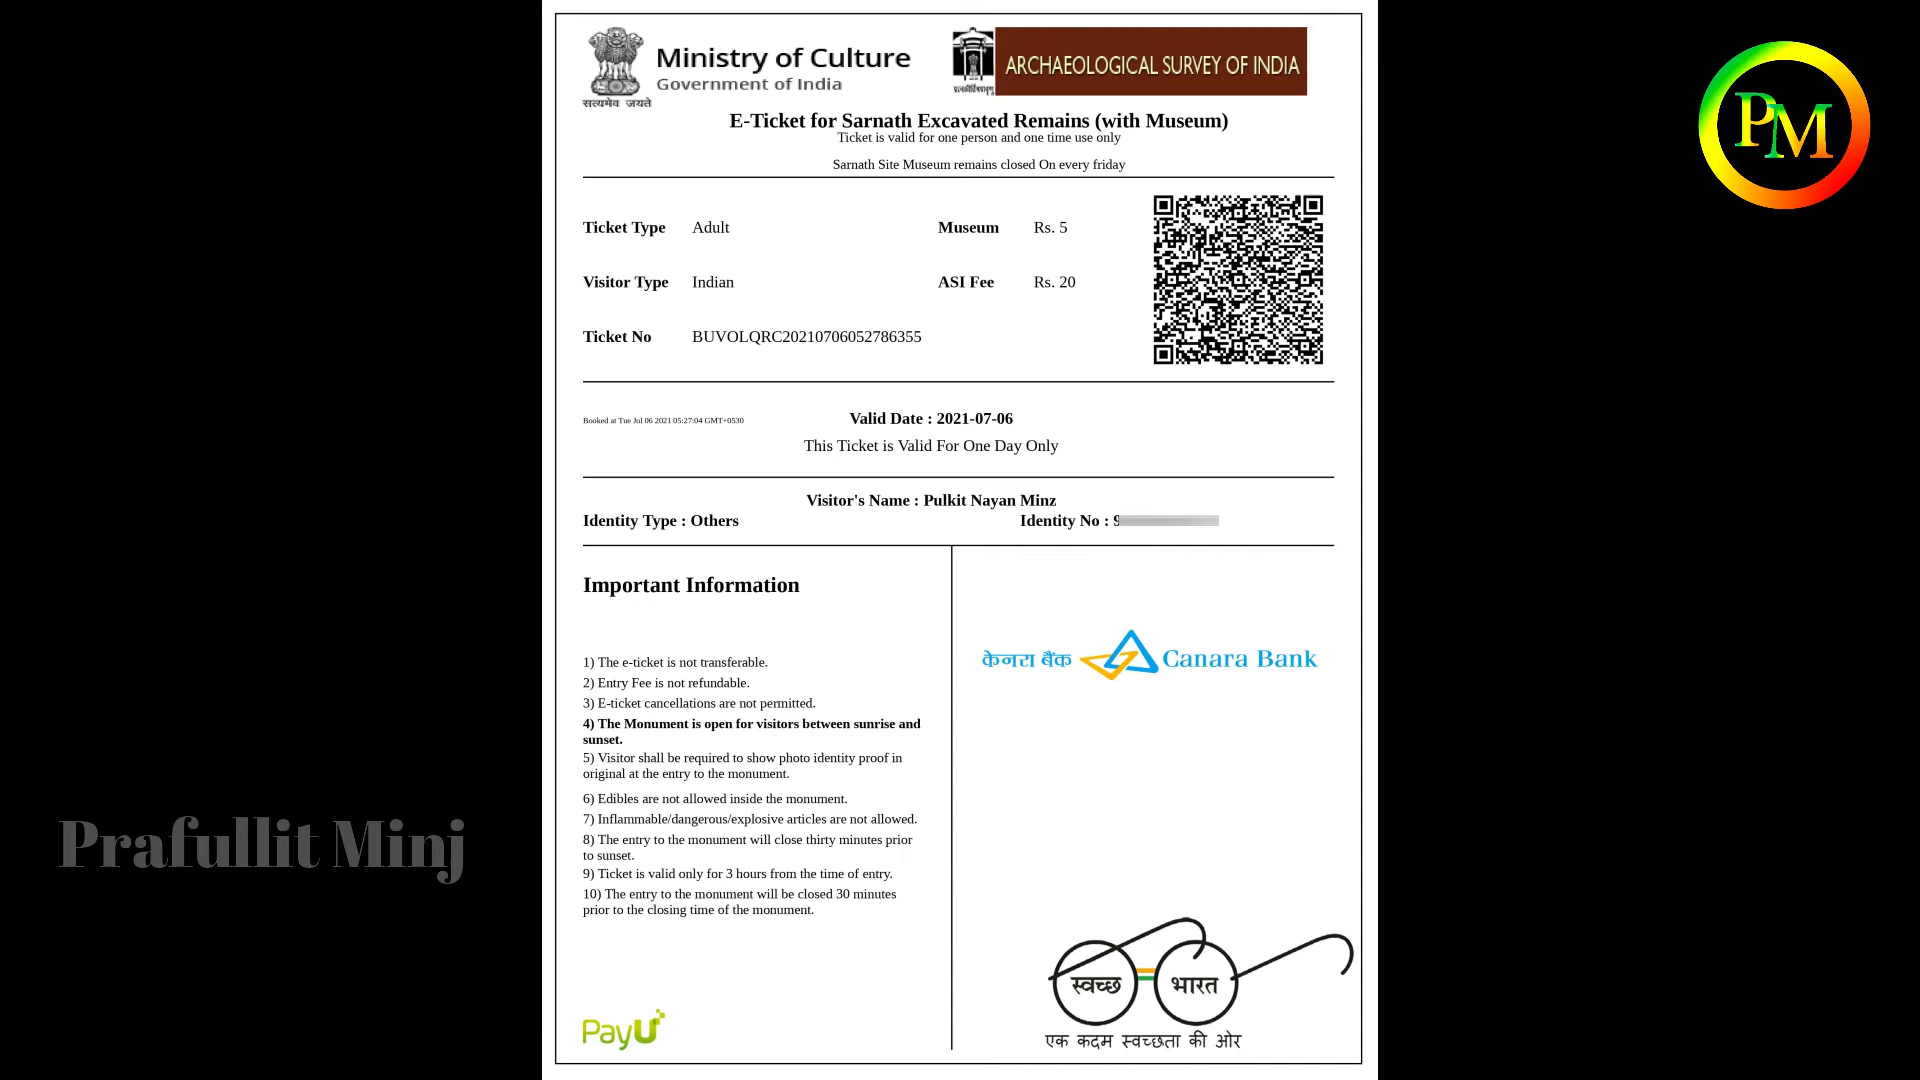 Ministry of Culture
Government of India
सत्यमेव जयते
ARCHAEOLOGICAL SURVEY OF INDIA
PM
E-Ticket for Sarnath Excavated Remains (with Museum)
Ticket is valid for one person and one time use only
Sarnath Site Museum remains closed On every friday
Ticket Type Adult Museum Rs. 5
Visitor Type Indian ASI Fee Rs. 20
Ticket No BUVOLQRC20210706052786355
Booked at Tue Jul 06 2021 05:27:04 GMT+0530 Valid Date : 2021-07-06
This Ticket is Valid For One Day Only
Visitor's Name : Pulkit Nayan Minz
Identity Type : Others Identity No : 9
Important Information
1) The e-ticket is not transferable.
2) Entry Fee is not refundable.
3) E-ticket cancellations are not permitted.
4) The Monument is open for visitors between sunrise and
sunset.
5) Visitor shall be required to show photo identity proof in
original at the entry to the monument.
6) Edibles are not allowed inside the monument.
7) Inflammable/dangerous/explosive articles are not allowed.
8) The entry to the monument will close thirty minutes prior
to sunset.
9) Ticket is valid only for 3 hours from the time of entry.
10) The entry to the monument will be closed 30 minutes
prior to the closing time of the monument.
PayU
केनरा बैंक Canara Bank
स्वच्छ भारत
एक कदम स्वच्छता की ओर
Prafullit Minj